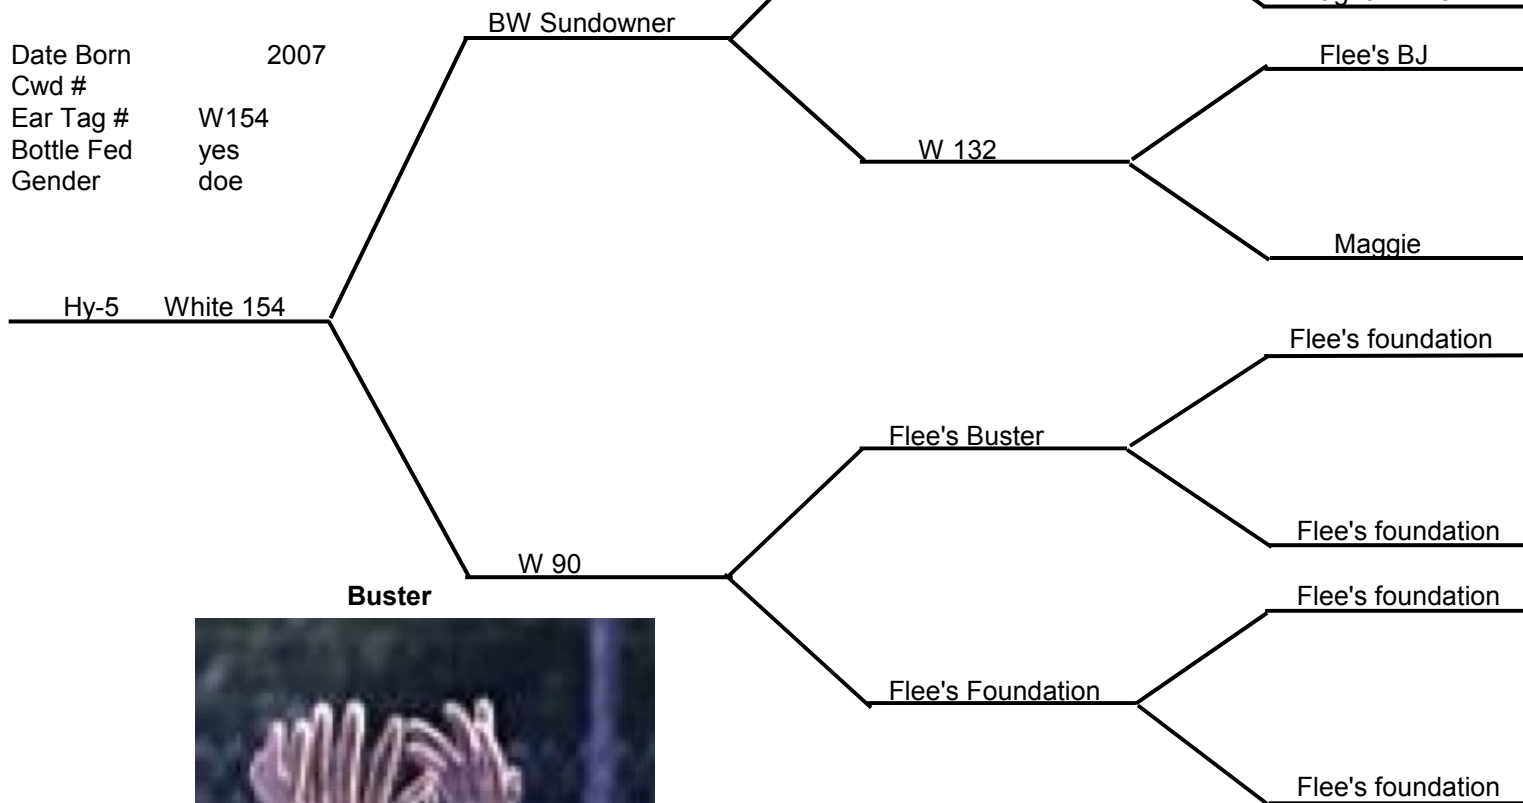 BW Sundowner
Date Born 2007
Flee's BJ
Cwd #
Ear Tag # W154
Bottle Fed yes
W 132
Gender doe
Maggie
Hy-5 White 154
Flee's foundation
Flee's Buster
Flee's foundation
W 90
Buster
Flee's foundation
Flee's Foundation
Flee's foundation